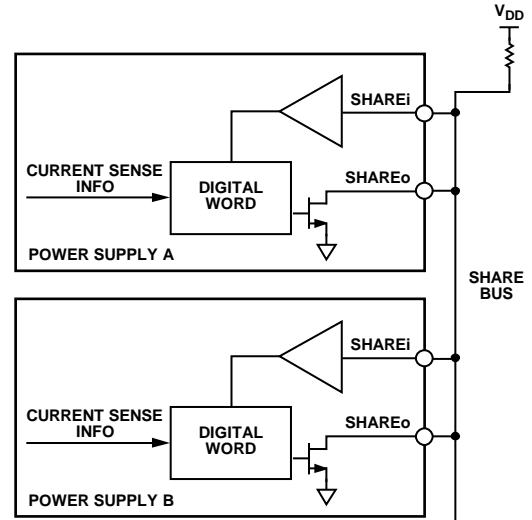 VDD
SHAREi
CURRENT SENSE
INFO
DIGITAL
WORD
SHAREo
POWER SUPPLY A
SHARE
BUS
SHAREi
CURRENT SENSE
INFO
DIGITAL
WORD
SHAREo
POWER SUPPLY B